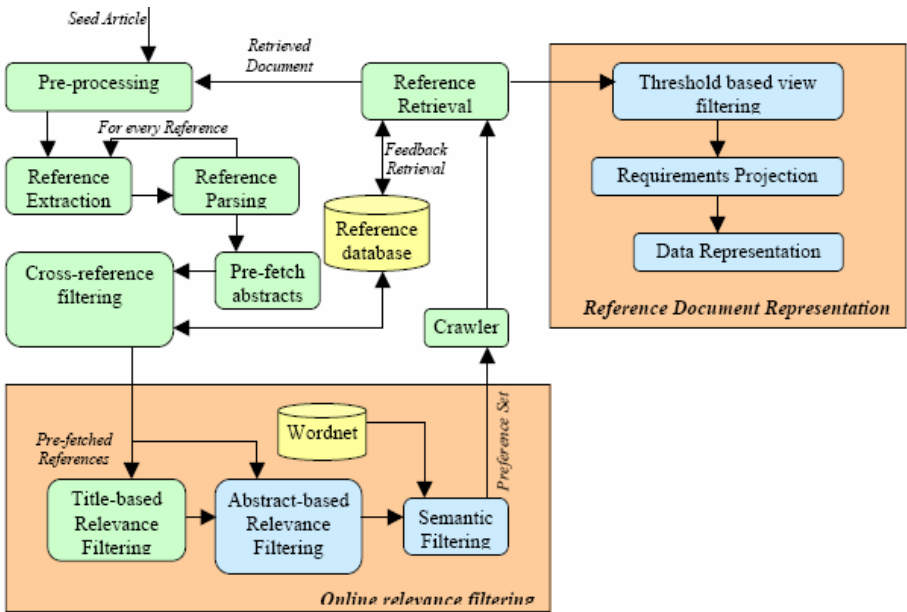 Seed Article
Pre-processing
Retrieved
Document
Reference
Retrieval
Threshold based view
filtering
For every Reference
Reference
Extraction
Reference
Parsing
Feedback
Retrieval
Requirements Projection
Reference
database
Data Representation
Cross-reference
filtering
Pre-fetch
abstracts
Reference Document Representation
Crawler
Preference Set
Wordnet
Pre-fetched
References
Title-based
Relevance
Filtering
Abstract-based
Relevance
Filtering
Semantic
Filtering
Online relevance filtering